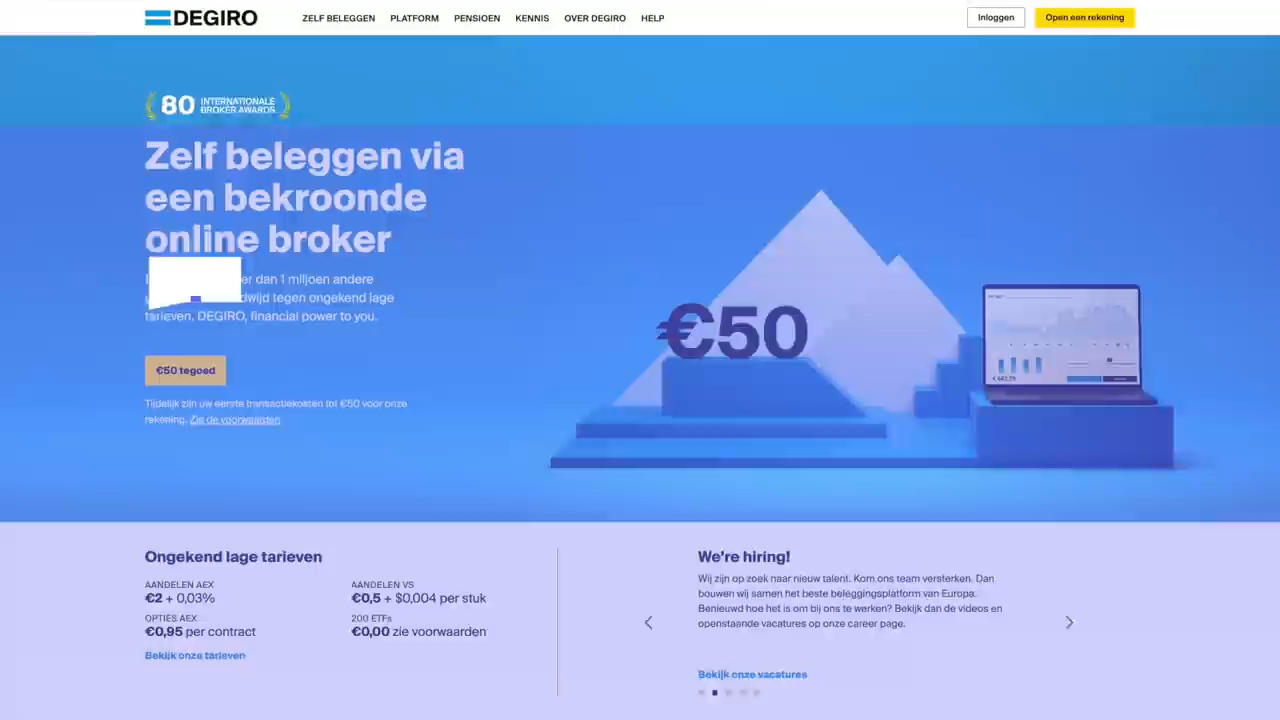 DEGIRO
ZELF BELEGGEN PLATFORM PENSIOEN KENNIS OVER DEGIRO HELP
Inloggen
Open een rekening
80 INTERNATIONALE
BROKER AWARDS
Zelf beleggen via
een bekroonde
online broker
dan 1 miljoen andere
tegen ongekend lage
tarieven. DEGIRO, financial power to you.
€50 tegoed
Tijdelijk zijn uw eerste transactiekosten tot €50 voor onze
rekening. Zie de voorwaarden
€50
Ongekend lage tarieven
AANDELEN AEX
€2 + 0,03%
AANDELEN VS
€0,5 + $0,004 per stuk
OPTIES AEX
€0,95 per contract
200 ETFs
€0,00 zie voorwaarden
Bekijk onze tarieven
We're hiring!
Wij zijn op zoek naar nieuw talent. Kom ons team versterken. Dan
bouwen wij samen het beste beleggingsplatform van Europa.
Benieuwd hoe het is om bij ons te werken? Bekijk dan de videos en
openstaande vacatures op onze career page.
Bekijk onze vacatures